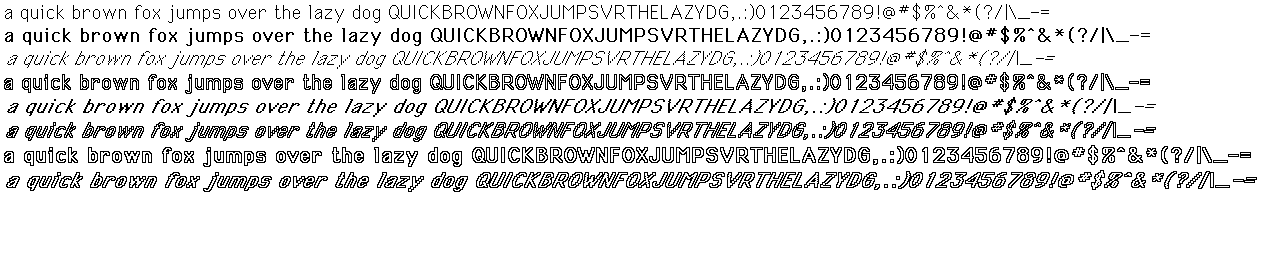 a quick brown fox jumps over the lazy dog QUICKBROWNFOXJUMPSVRTHELAZYDG,.:)0123456789!@#$%^&*(?/|\_-=
a quick brown fox jumps over the lazy dog QUICKBROWNFOXJUMPSVRTHELAZYDG,.:)0123456789!@#$%^&*(?/|\_-=
a quick brown fox jumps over the lazy dog QUICKBROWNFOXJUMPSVRTHELAZYDG,.:)0123456789!@#$%^&*(?/|\_-=
a quick brown fox jumps over the lazy dog QUICKBROWNFOXJUMPSVRTHELAZYDG,.:)0123456789!@#$%^&*(?/|\_-=
a quick brown fox jumps over the lazy dog QUICKBROWNFOXJUMPSVRTHELAZYDG,.:)0123456789!@#$%^&*(?/|\_-=
a quick brown fox jumps over the lazy dog QUICKBROWNFOXJUMPSVRTHELAZYDG,.:)0123456789!@#$%^&*(?/|\_-=
a quick brown fox jumps over the lazy dog QUICKBROWNFOXJUMPSVRTHELAZYDG,.:)0123456789!@#$%^&*(?/|\_-=
a quick brown fox jumps over the lazy dog QUICKBROWNFOXJUMPSVRTHELAZYDG,.:)0123456789!@#$%^&*(?/|\_-=